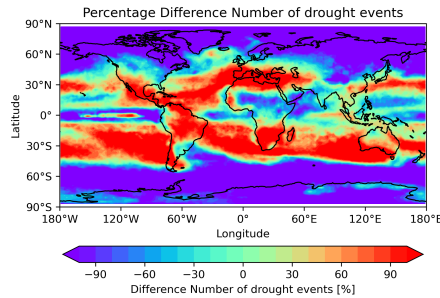 Percentage Difference Number of drought events
90°N
60°N
30°N
0°
30°S
60°S
90°S
Latitude
180°W 120°W 60°W 0° 60°E 120°E 180°E
Longitude
−90 −60 −30 0 30 60 90
Difference Number of drought events [%]